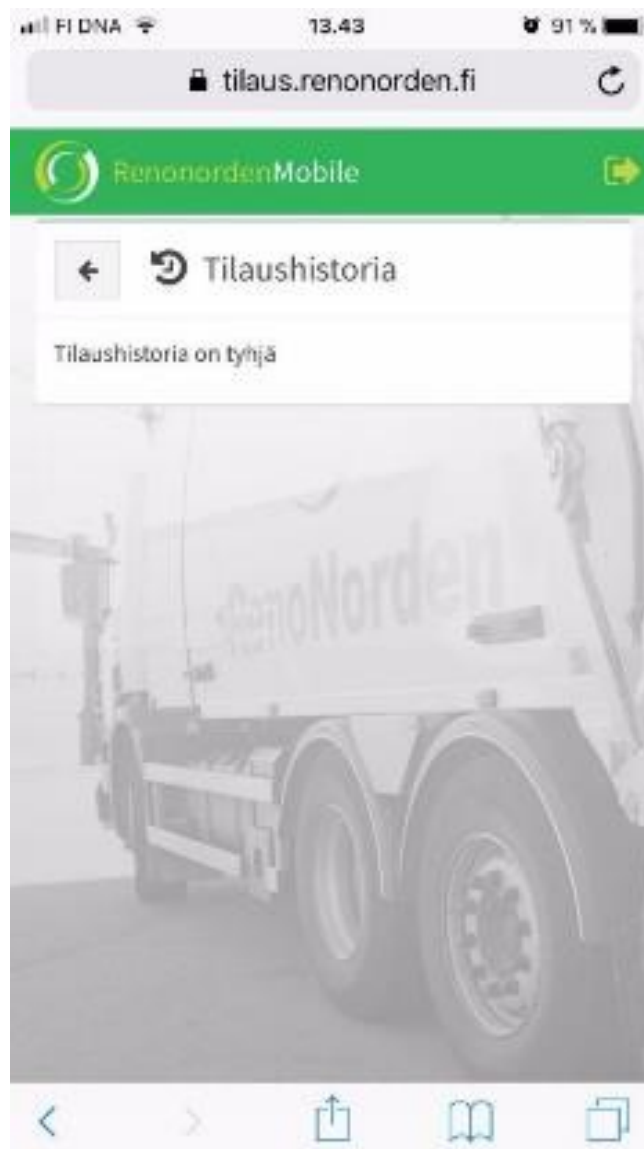 FI DNA 13.43 91 %
tilaus.renonorden.fi
RenonordenMobile
Tilaushistoria
Tilaushistoria on tyhjä
RenoNorden